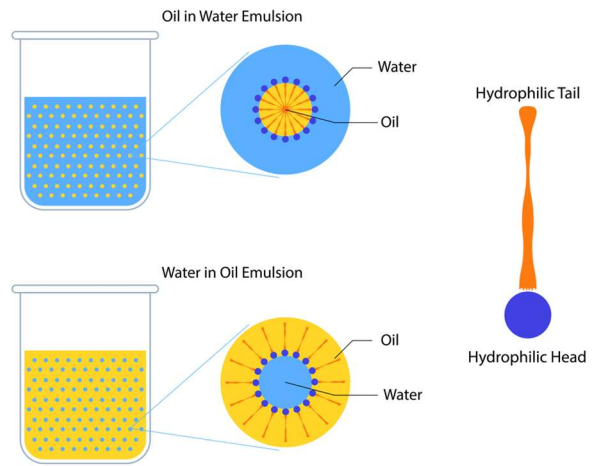 Oil in Water Emulsion
Water
Oil
Hydrophilic Tail
Hydrophilic Head
Water in Oil Emulsion
Oil
Water